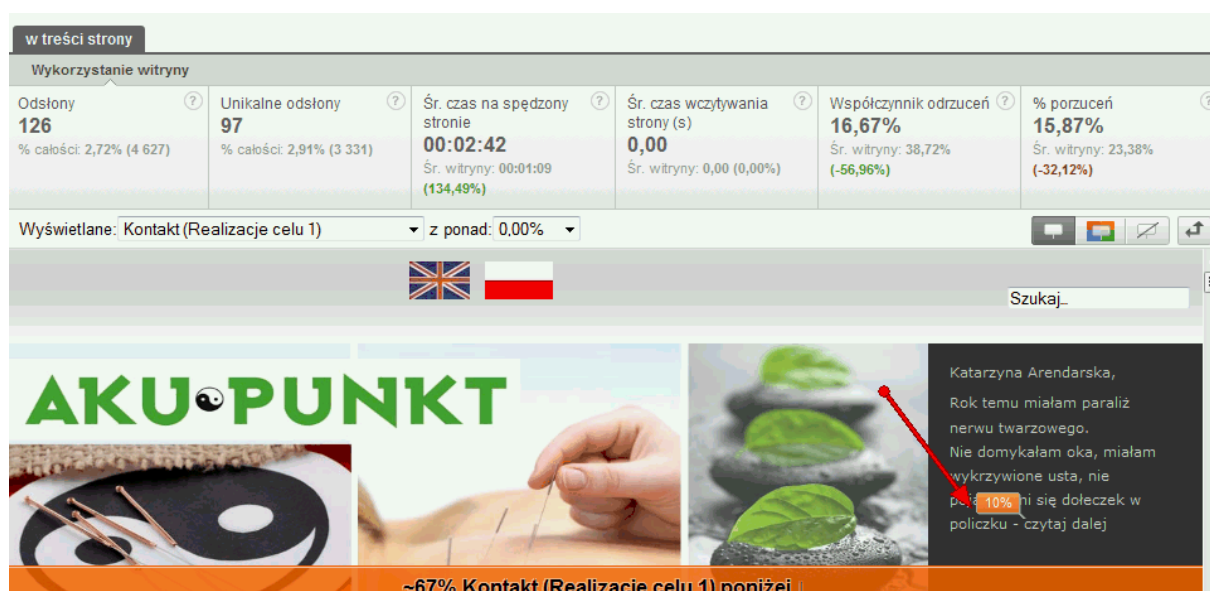 w treści strony
Wykorzystanie witryny
Odsłony
126
% całości: 2,72% (4 627)
Unikalne odsłony
97
% całości: 2,91% (3 331)
Śr. czas na spędzony
stronie
00:02:42
Śr. witryny: 00:01:09
(134,49%)
Śr. czas wczytywania
strony (s)
0,00
Śr. witryny: 0,00 (0,00%)
Współczynnik odrzuceń
16,67%
Śr. witryny: 38,72%
(-56,96%)
% porzuceń
15,87%
Śr. witryny: 23,38%
(-32,12%)
Wyświetlane: Kontakt (Realizacje celu 1) z ponad: 0,00%
Szukaj...
AKU PUNKT
Katarzyna Arendarska,
Rok temu miałam paraliż
nerwu twarzowego.
Nie domykałam oka, miałam
wykrzywione usta, nie
10% się dołeczek w
policzku - czytaj dalej
~67% Kontakt (Realizacje celu 1) poniżej ↓